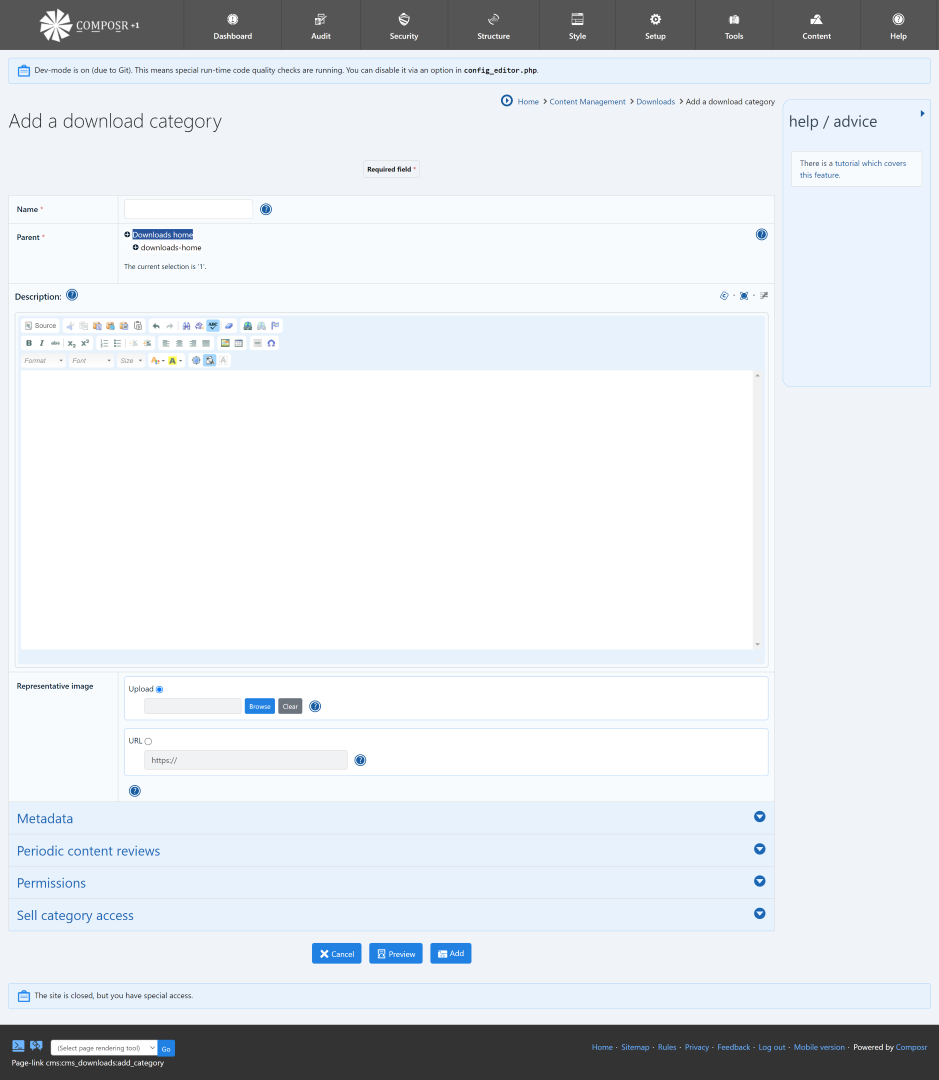 COMPOSR +1
Dashboard
Audit
Security
Structure
Style
Setup
Tools
Content
Help
Dev-mode is on (due to Git). This means special run-time code quality checks are running. You can disable it via an option in config_editor.php.
Home > Content Management > Downloads > Add a download category
Add a download category
help / advice
There is a tutorial which covers
this feature.
Required field *
Name *
Parent *
Downloads home
downloads-home
The current selection is '1'.
Description:
Source
ABC
B I abc x₂ x²
Format Font Size A A A
Representative image
Upload
Browse
Clear
URL
https://
Metadata
Periodic content reviews
Permissions
Sell category access
Cancel
Preview
Add
The site is closed, but you have special access.
(Select page rendering tool)
Go
Home · Sitemap · Rules · Privacy · Feedback · Log out · Mobile version · Powered by Composr
Page-link cms:cms_downloads:add_category